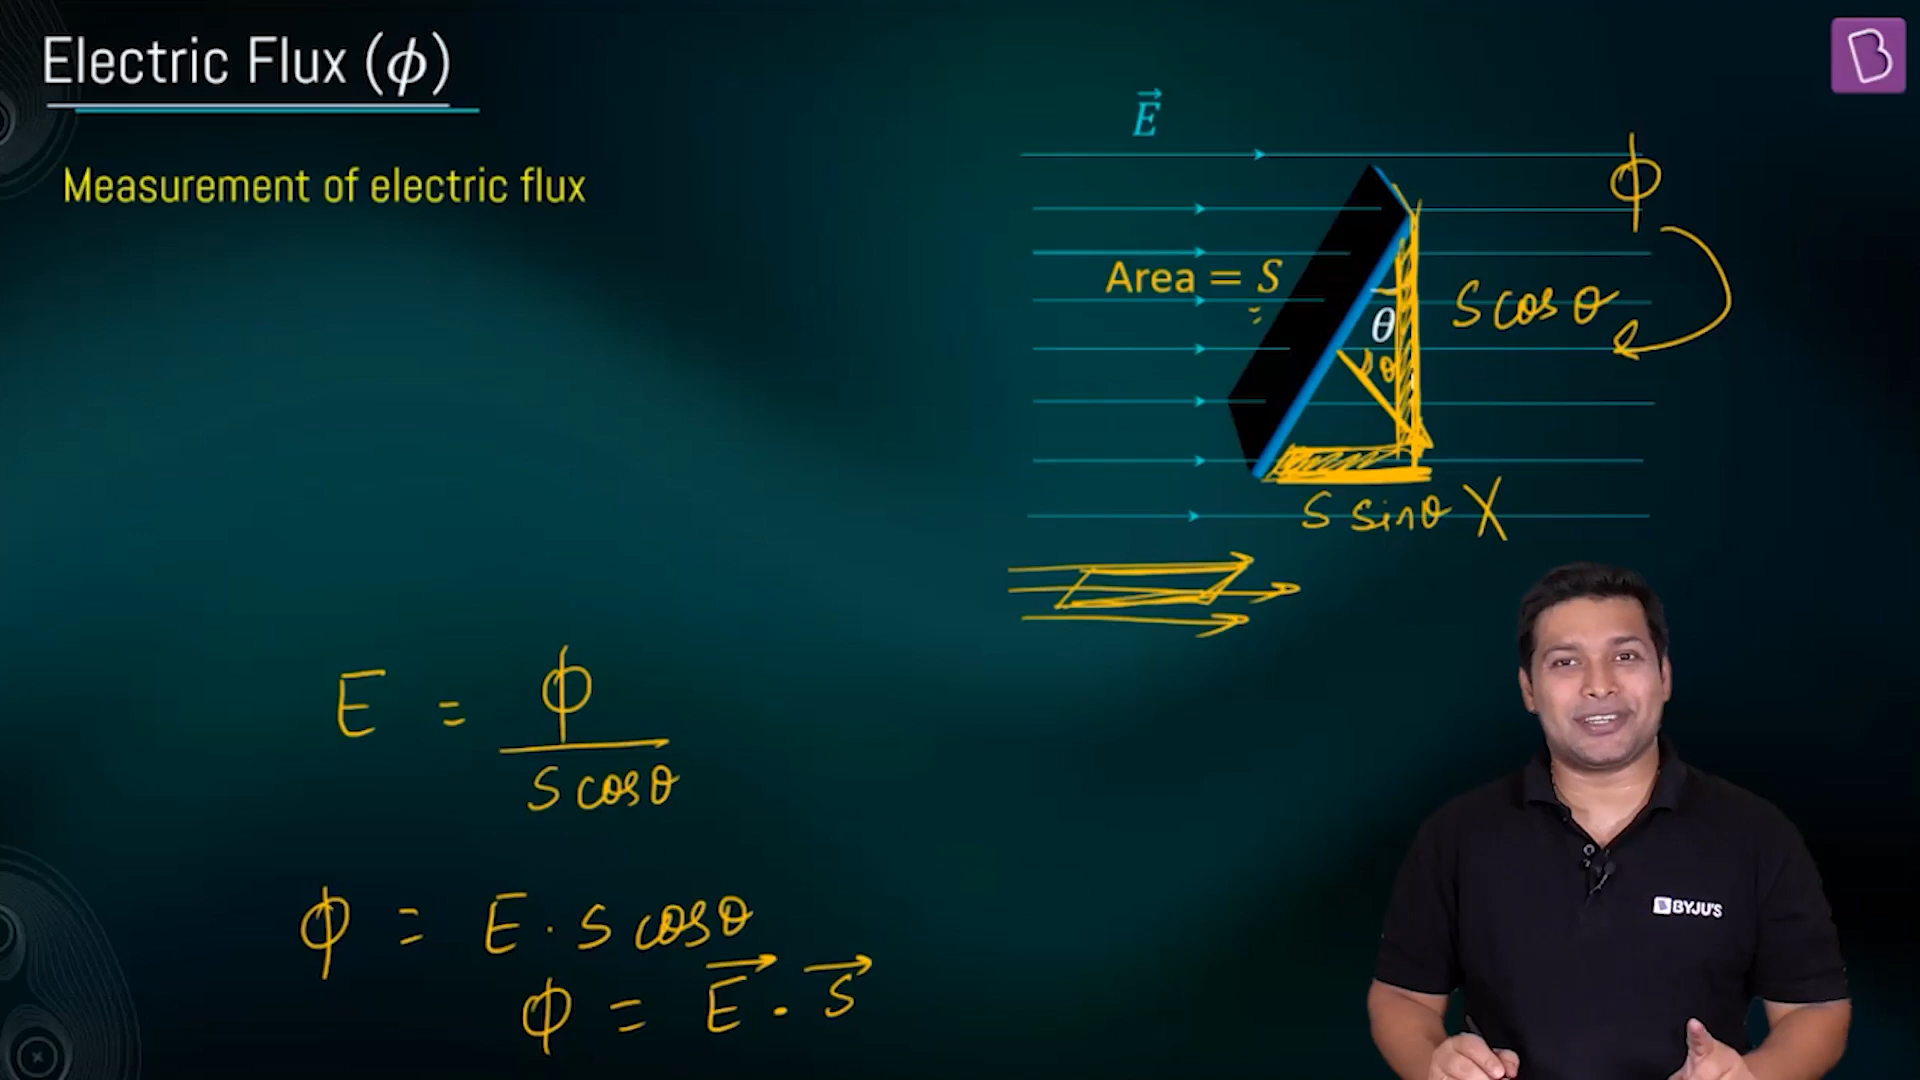 Electric Flux (ϕ)
Measurement of electric flux
E⃗
ϕ
Area = S
S cos θ
θ
θ
S sin θ X
E = ϕ / S cos θ
ϕ = E · S cos θ
ϕ = E⃗ · S⃗
BYJU'S